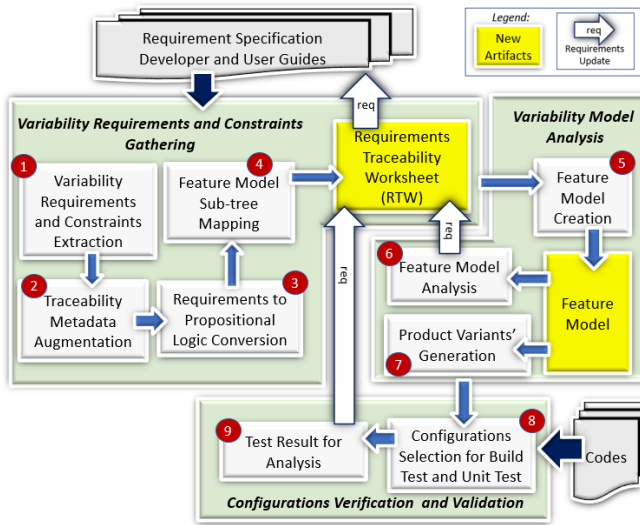 Requirement Specification
Developer and User Guides
Legend:
New
Artifacts
req
Requirements
Update
req
Variability Requirements and Constraints
Gathering
1
Variability
Requirements
and Constraints
Extraction
2
Traceability
Metadata
Augmentation
3
Requirements to
Propositional
Logic Conversion
4
Feature Model
Sub-tree
Mapping
Requirements
Traceability
Worksheet
(RTW)
req
req
Variability Model
Analysis
5
Feature
Model
Creation
Feature
Model
6
Feature Model
Analysis
Product Variants'
Generation
7
8
Configurations
Selection for Build
Test and Unit Test
9
Test Result for
Analysis
Codes
Configurations Verification and Validation